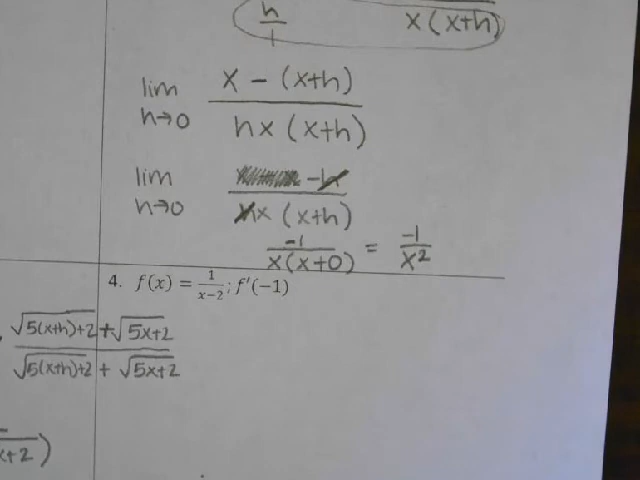 h
1
x(x+h)
lim x - (x+h)
h→0 hx(x+h)
lim -h
h→0 hx(x+h)
-1/x(x+0) = -1/x²
4. f(x) = 1/x-2; f'(-1)
√5(x+h)+2 + √5x+2
√5(x+h)+2 + √5x+2
x+2)